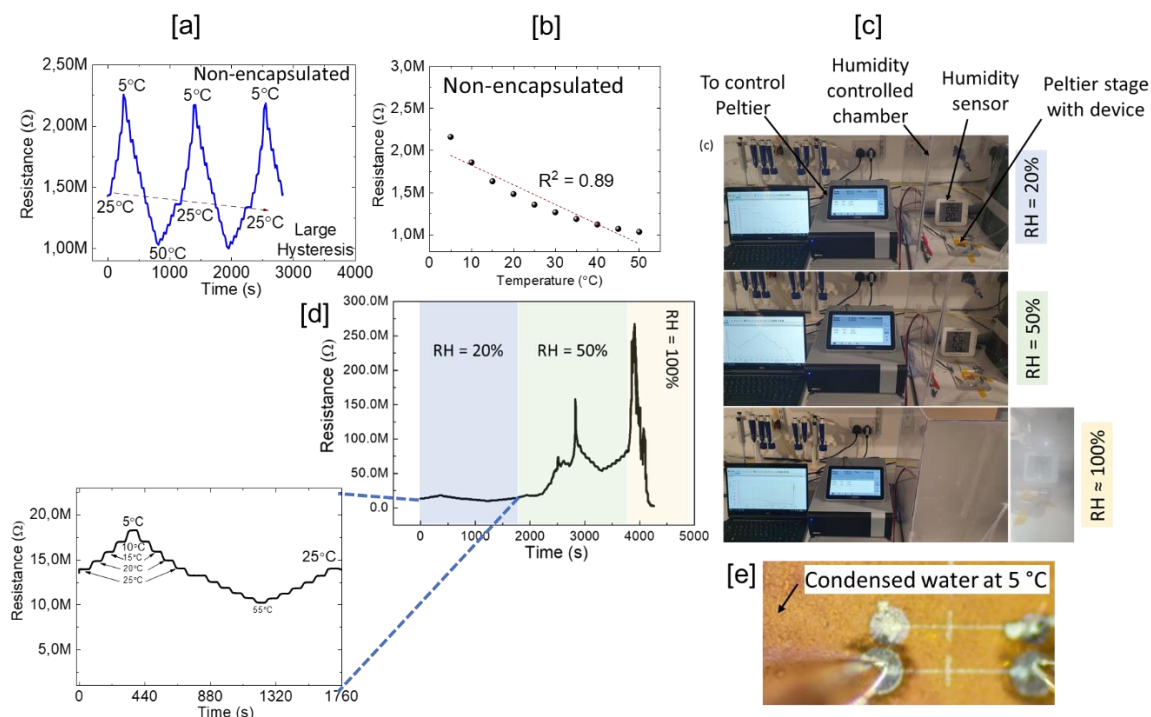 [a]
Non-encapsulated
5°C
5°C
5°C
2,50M
2,00M
1,50M
1,00M
Resistance (Ω)
25°C
25°C
25°C
50°C
Large
Hysteresis
0
1000
2000
3000
4000
Time (s)
[b]
Non-encapsulated
3,0M
2,5M
2,0M
1,5M
1,0M
Resistance (Ω)
R² = 0.89
0
10
20
30
40
50
Temperature (°C)
[c]
To control
Peltier
Humidity
controlled
chamber
Humidity
sensor
Peltier stage
with device
(c)
RH = 20%
RH = 50%
RH ≈ 100%
[d]
300.0M
250.0M
200.0M
150.0M
100.0M
50.0M
0.0
Resistance (Ω)
RH = 20%
RH = 50%
RH = 100%
0
1000
2000
3000
4000
5000
Time (s)
20,0M
15,0M
10,0M
5,0M
Resistance (Ω)
5°C
10°C
15°C
20°C
25°C
55°C
25°C
0
440
880
1320
1760
Time (s)
[e]
Condensed water at 5 °C